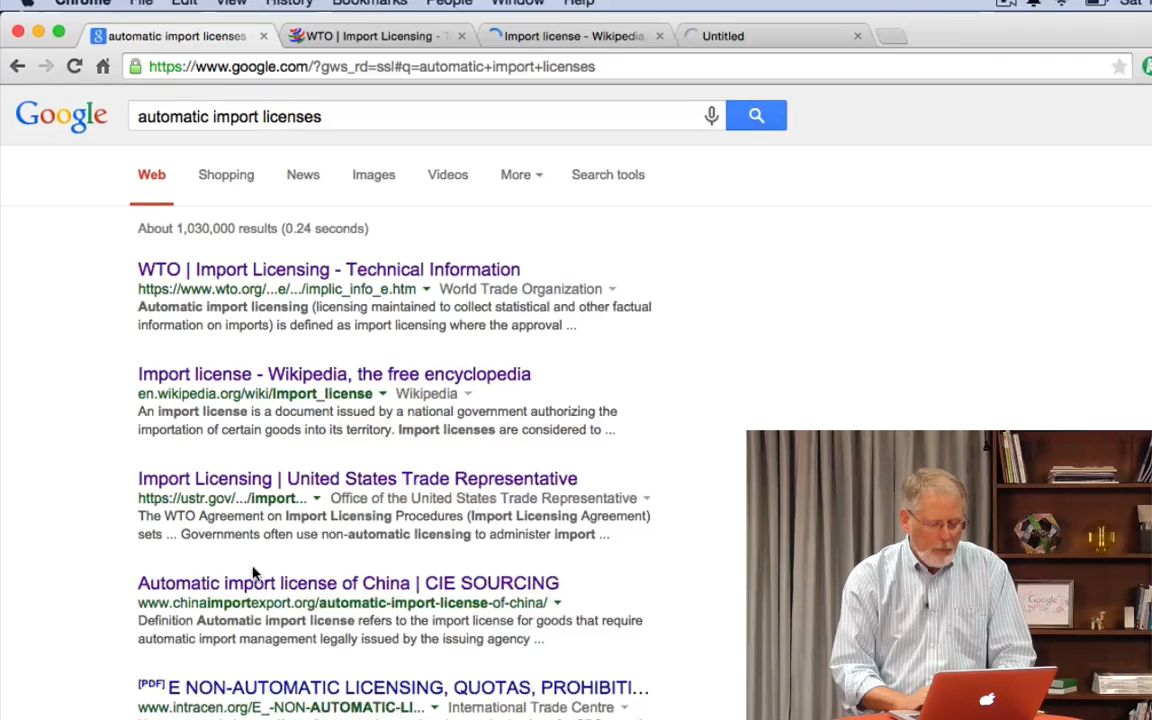 Chrome File Edit View History Bookmarks People Window Help
automatic import licenses WTO | Import Licensing - Import license - Wikipedia Untitled
https://www.google.com/?gws_rd=ssl#q=automatic+import+licenses
Google automatic import licenses
Web Shopping News Images Videos More Search tools
About 1,030,000 results (0.24 seconds)
WTO | Import Licensing - Technical Information
https://www.wto.org/...e/.../implic_info_e.htm World Trade Organization
Automatic import licensing (licensing maintained to collect statistical and other factual
information on imports) is defined as import licensing where the approval ...
Import license - Wikipedia, the free encyclopedia
en.wikipedia.org/wiki/Import_license Wikipedia
An import license is a document issued by a national government authorizing the
importation of certain goods into its territory. Import licenses are considered to ...
Import Licensing | United States Trade Representative
https://ustr.gov/.../import... Office of the United States Trade Representative
The WTO Agreement on Import Licensing Procedures (Import Licensing Agreement)
sets ... Governments often use non-automatic licensing to administer import ...
Automatic import license of China | CIE SOURCING
www.chinaimportexport.org/automatic-import-license-of-china/
Definition Automatic import license refers to the import license for goods that require
automatic import management legally issued by the issuing agency ...
[PDF] E NON-AUTOMATIC LICENSING, QUOTAS, PROHIBITI...
www.intracen.org/E_-NON-AUTOMATIC-LI... International Trade Centre
Google